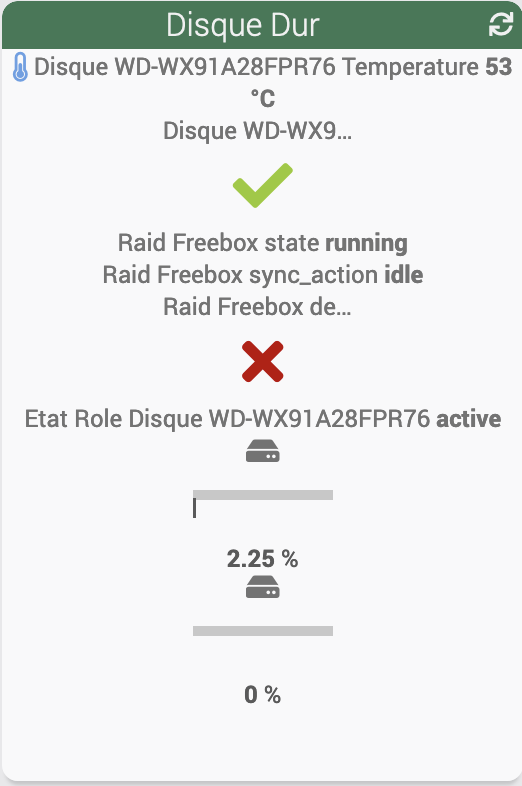 Disque Dur
Disque WD-WX91A28FPR76 Temperature 53
°C
Disque WD-WX9...
Raid Freebox state running
Raid Freebox sync_action idle
Raid Freebox de...
Etat Role Disque WD-WX91A28FPR76 active
2.25 %
0 %